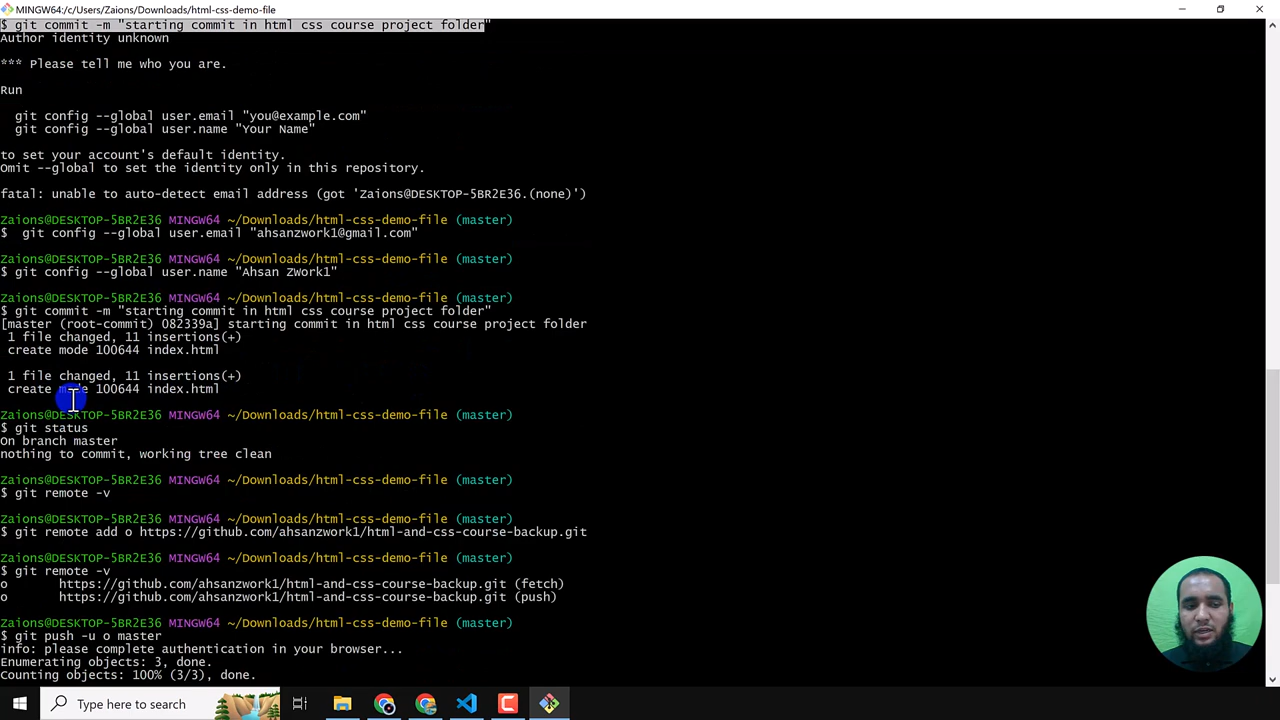 MINGW64:/c/Users/Zaions/Downloads/html-css-demo-file
$ git commit -m "starting commit in html css course project folder"
Author identity unknown
*** Please tell me who you are.
Run
git config --global user.email "you@example.com"
git config --global user.name "Your Name"
to set your account's default identity.
Omit --global to set the identity only in this repository.
fatal: unable to auto-detect email address (got 'Zaions@DESKTOP-5BR2E36.(none)')
Zaions@DESKTOP-5BR2E36 MINGW64 ~/Downloads/html-css-demo-file (master)
$  git config --global user.email "ahsanzwork1@gmail.com"
Zaions@DESKTOP-5BR2E36 MINGW64 ~/Downloads/html-css-demo-file (master)
$ git config --global user.name "Ahsan Zwork1"
Zaions@DESKTOP-5BR2E36 MINGW64 ~/Downloads/html-css-demo-file (master)
$ git commit -m "starting commit in html css course project folder"
[master (root-commit) 082339a] starting commit in html css course project folder
1 file changed, 11 insertions(+)
create mode 100644 index.html
1 file changed, 11 insertions(+)
create mode 100644 index.html
Zaions@DESKTOP-5BR2E36 MINGW64 ~/Downloads/html-css-demo-file (master)
$ git status
On branch master
nothing to commit, working tree clean
Zaions@DESKTOP-5BR2E36 MINGW64 ~/Downloads/html-css-demo-file (master)
$ git remote -v
Zaions@DESKTOP-5BR2E36 MINGW64 ~/Downloads/html-css-demo-file (master)
$ git remote add o https://github.com/ahsanzwork1/html-and-css-course-backup.git
Zaions@DESKTOP-5BR2E36 MINGW64 ~/Downloads/html-css-demo-file (master)
$ git remote -v
o https://github.com/ahsanzwork1/html-and-css-course-backup.git (fetch)
o https://github.com/ahsanzwork1/html-and-css-course-backup.git (push)
Zaions@DESKTOP-5BR2E36 MINGW64 ~/Downloads/html-css-demo-file (master)
$ git push -u o master
info: please complete authentication in your browser...
Enumerating objects: 3, done.
Counting objects: 100% (3/3), done.
Type here to search